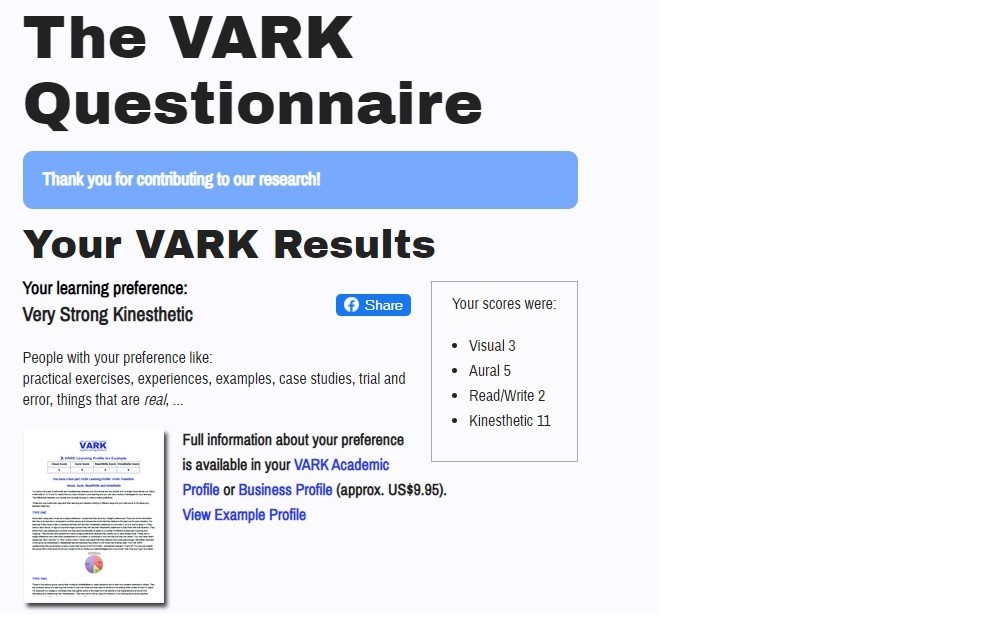 The VARK
Questionnaire
Thank you for contributing to our research!
Your VARK Results
Your learning preference:
Very Strong Kinesthetic
Share
People with your preference like:
practical exercises, experiences, examples, case studies, trial and
error, things that are real, ...
Your scores were:
• Visual 3
• Aural 5
• Read/Write 2
• Kinesthetic 11
VARK
Full information about your preference
is available in your VARK Academic
Profile or Business Profile (approx. US$9.95).
View Example Profile